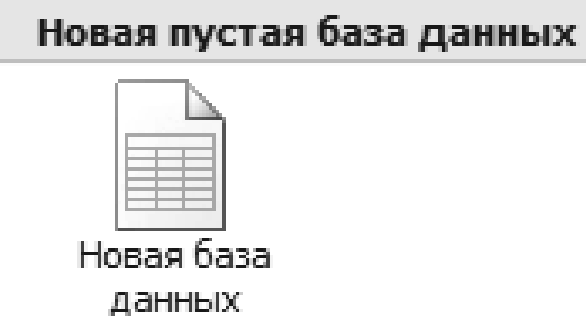 Новая пустая база данных
Новая база
данных